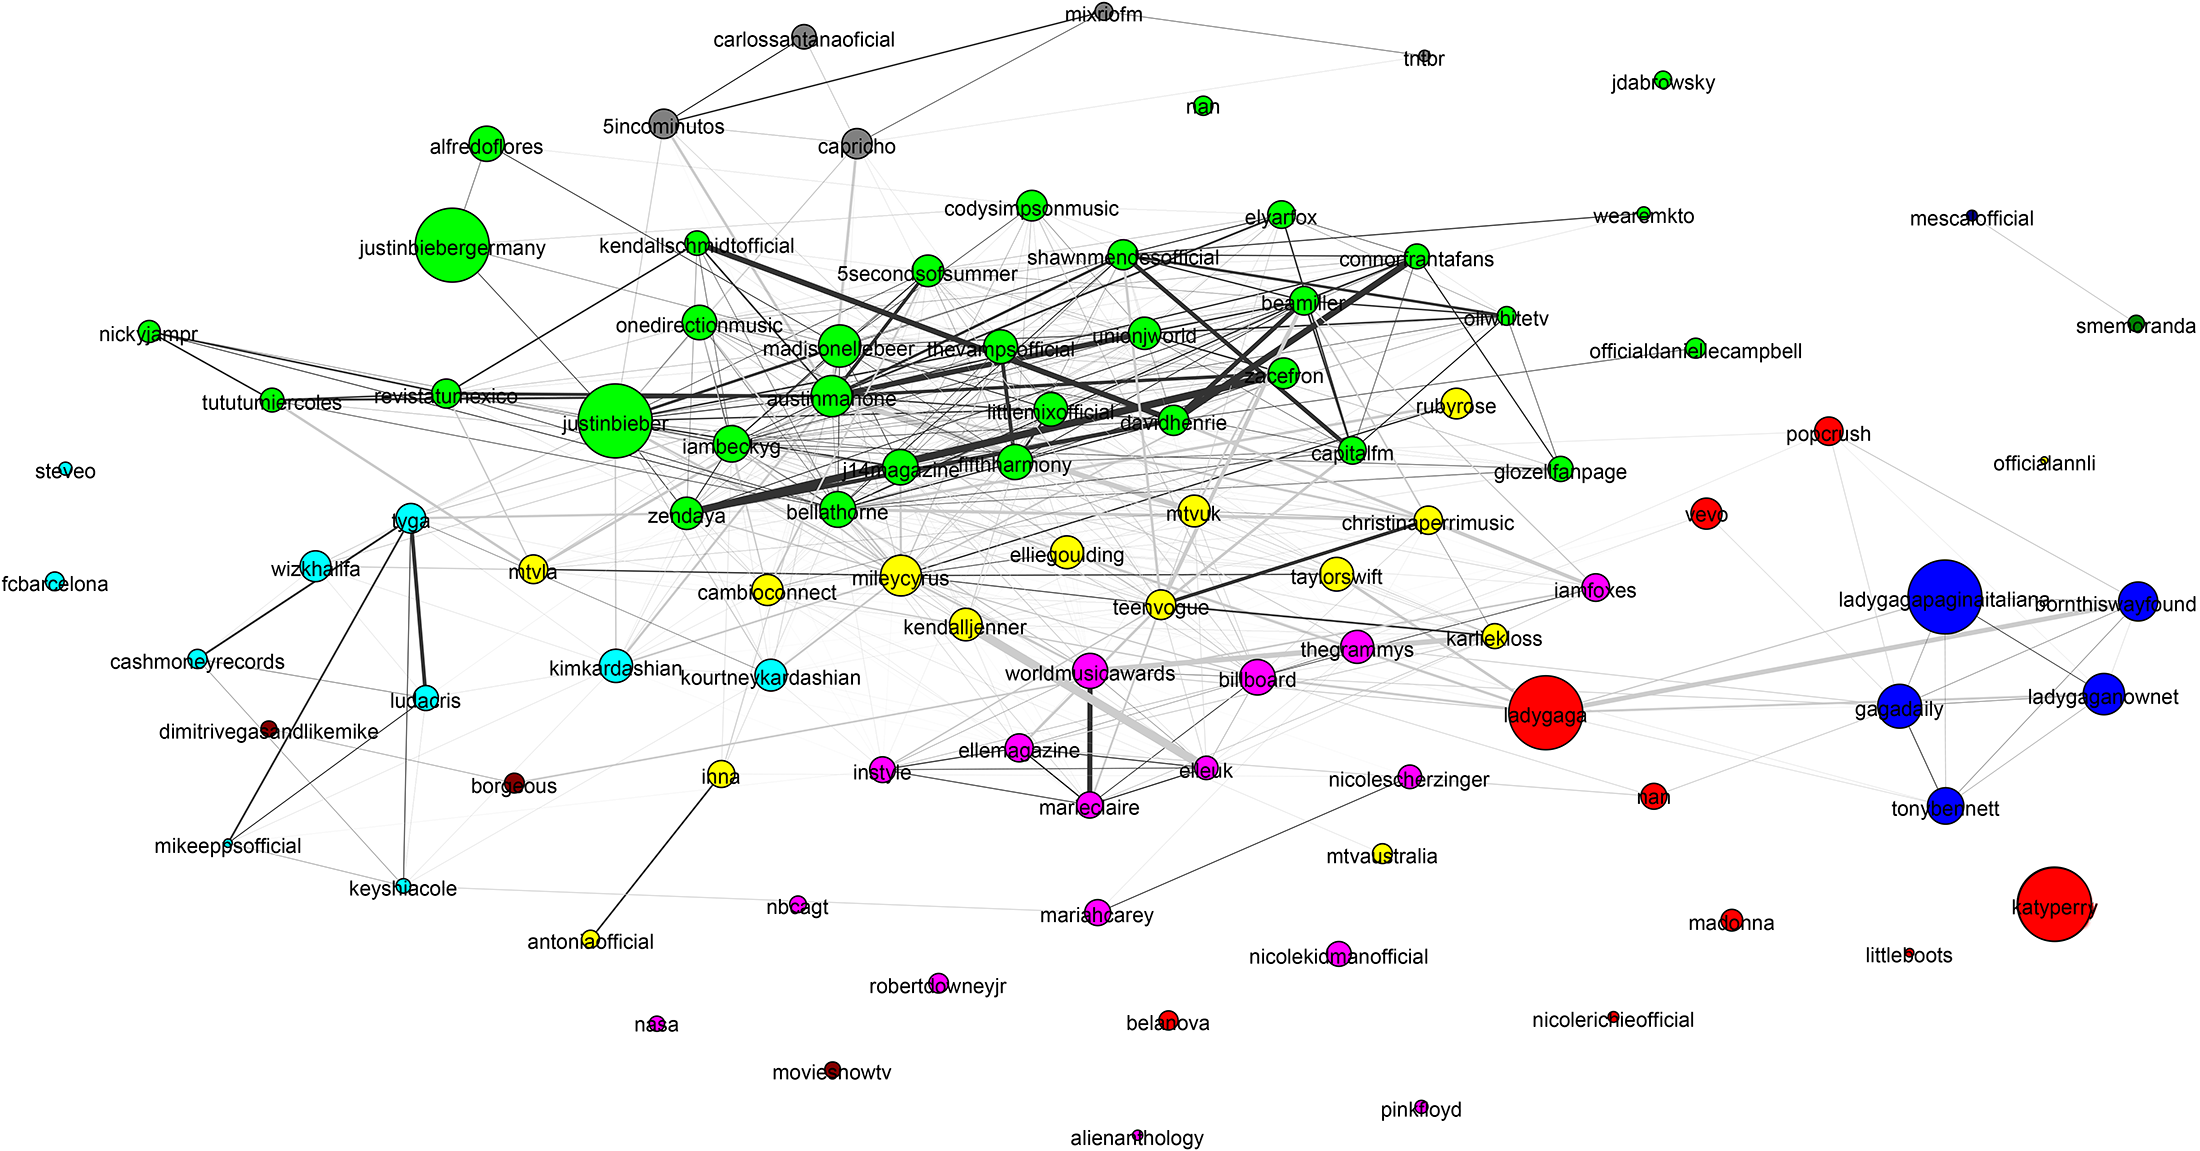 mixriofm
carlossantanaoficial
tntbr
jdabrowsky
nan
5incominutos
alfredoflores
capricho
codysimpsonmusic
elyarfox
wearemkto
mescalofficial
justinbiebergermany
kendallschmidtofficial
shawnmendesofficial
connorfrantafans
5secondsofsummer
beamiller
oliwhitetv
smemoranda
nickyjampr
onedirectionmusic
unionjworld
madisonellebeer
thevampsofficial
officialdaniellecampbell
zacefron
tututumiercoles
revistatumexico
austinmahone
rubyrose
justinbieber
littlemixofficial
davidhenrie
popcrush
iambeckyg
capitalfm
steveo
j14magazine
fifthharmony
glozellfanpage
officialannli
zendaya
bellathorne
mtvuk
christinaperrimusic
vevo
tyga
elliegoulding
wizkhalifa
mtvla
mileycyrus
taylorswift
fcbarcelona
cambioconnect
iamfoxes
ladygagapaginaitaliana
bornthiswayfound
teenvogue
kendalljenner
karliekloss
thegrammys
cashmoneyrecords
kimkardashian
kourtneykardashian
worldmusicawards
billboard
ludacris
ladygaga
gagadaily
ladygaganownet
dimitrivegasandlikemike
ellemagazine
borgeous
inna
instyle
elleuk
nicolescherzinger
nan
marieclaire
tonybennett
mikeeppsofficial
mtvaustralia
keyshiacole
nbcagt
mariahcarey
madonna
katyperry
antoniaofficial
nicolekidmanofficial
littleboots
robertdowneyjr
nasa
belanova
nicolerichieofficial
movieshowtv
pinkfloyd
alienanthology